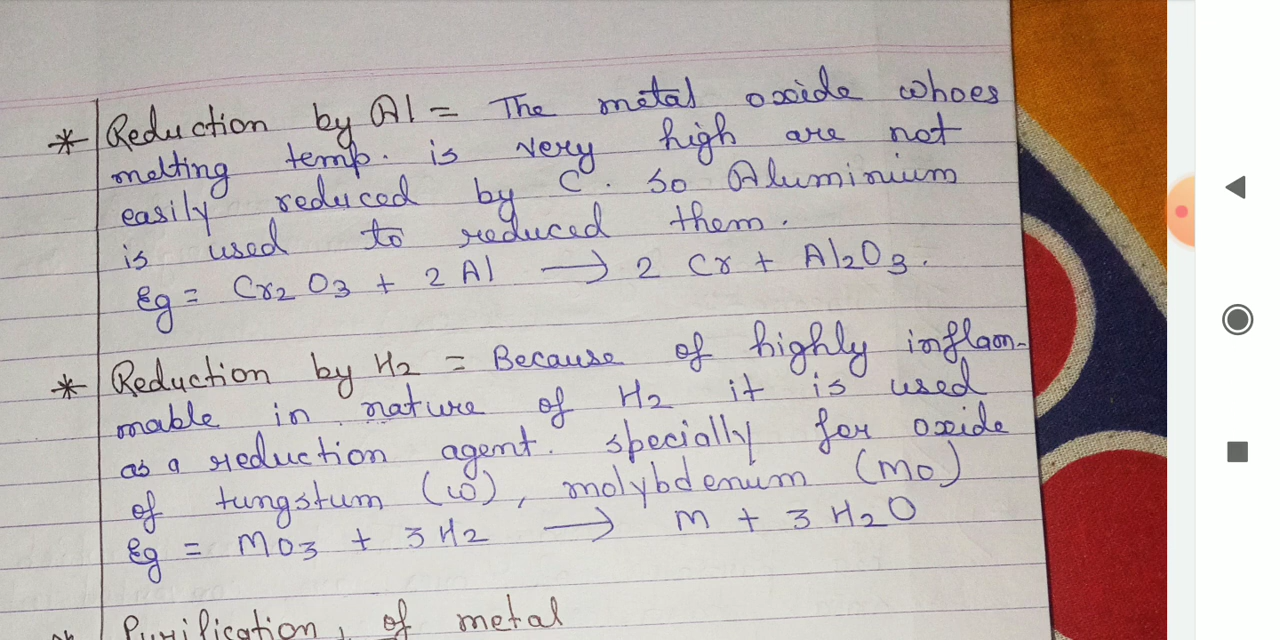 * Reduction by Al = The metal oxide whoes
melting temp. is very high are not
easily reduced by C. so Aluminium
is used to reduced them.
Eg = Cr2 O3 + 2 Al → 2 Cr + Al2O3.
* Reduction by H2 = Because of highly inflam-
mable in nature of H2 it is used
as a reduction agent. specially for oxide
of tungstum (W), molybdenum (Mo)
Eg = MO3 + 3 H2 → M + 3 H2O
Purification, of metal